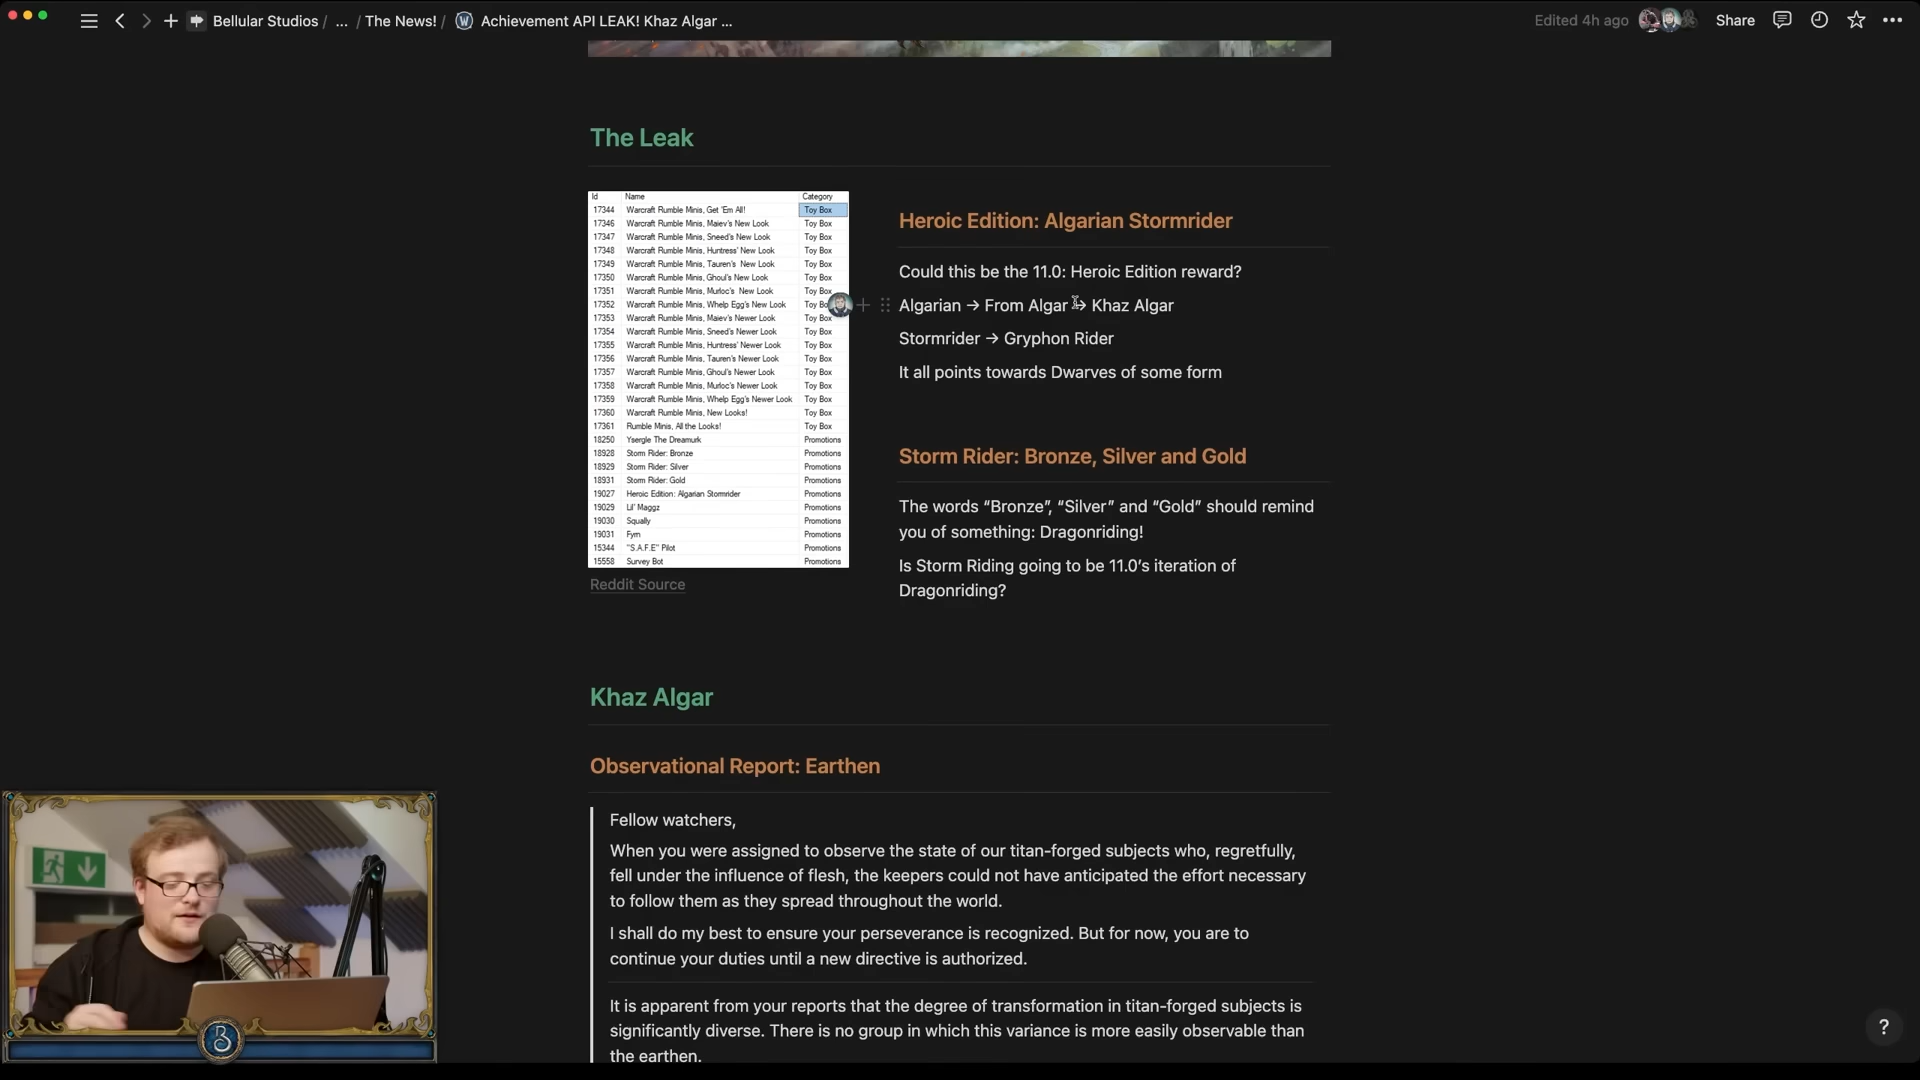 Bellular Studios / ... / The News! / Achievement API LEAK! Khaz Algar ...
Edited 4h ago
Share
The Leak
Id Name Category
17344 Warcraft Rumble Minis, Get 'Em All! Toy Box
17346 Warcraft Rumble Minis, Maiev's New Look Toy Box
17347 Warcraft Rumble Minis, Sneed's New Look Toy Box
17348 Warcraft Rumble Minis, Huntress' New Look Toy Box
17349 Warcraft Rumble Minis, Tauren's New Look Toy Box
17350 Warcraft Rumble Minis, Ghoul's New Look Toy Box
17351 Warcraft Rumble Minis, Murloc's New Look Toy Box
17352 Warcraft Rumble Minis, Whelp Egg's New Look Toy Bo
17353 Warcraft Rumble Minis, Maiev's Newer Look Toy Box
17354 Warcraft Rumble Minis, Sneed's Newer Look Toy Box
17355 Warcraft Rumble Minis, Huntress' Newer Look Toy Box
17356 Warcraft Rumble Minis, Tauren's Newer Look Toy Box
17357 Warcraft Rumble Minis, Ghoul's Newer Look Toy Box
17358 Warcraft Rumble Minis, Murloc's Newer Look Toy Box
17359 Warcraft Rumble Minis, Whelp Egg's Newer Look Toy Box
17360 Warcraft Rumble Minis, New Looks! Toy Box
17361 Rumble Minis, All the Looks! Toy Box
18250 Ysergle The Dreamurk Promotions
18928 Storm Rider: Bronze Promotions
18929 Storm Rider: Silver Promotions
18931 Storm Rider: Gold Promotions
19027 Heroic Edition: Algarian Stormrider Promotions
19029 Lil' Maggz Promotions
19030 Squally Promotions
19031 Fyrn Promotions
15344 "S.A.F.E" Pilot Promotions
15558 Survey Bot Promotions
Reddit Source
Heroic Edition: Algarian Stormrider
Could this be the 11.0: Heroic Edition reward?
Algarian → From Algar → Khaz Algar
Stormrider → Gryphon Rider
It all points towards Dwarves of some form
Storm Rider: Bronze, Silver and Gold
The words “Bronze”, “Silver” and “Gold” should remind
you of something: Dragonriding!
Is Storm Riding going to be 11.0’s iteration of
Dragonriding?
Khaz Algar
Observational Report: Earthen
Fellow watchers,
When you were assigned to observe the state of our titan-forged subjects who, regretfully,
fell under the influence of flesh, the keepers could not have anticipated the effort necessary
to follow them as they spread throughout the world.
I shall do my best to ensure your perseverance is recognized. But for now, you are to
continue your duties until a new directive is authorized.
It is apparent from your reports that the degree of transformation in titan-forged subjects is
significantly diverse. There is no group in which this variance is more easily observable than
the earthen.
B
?